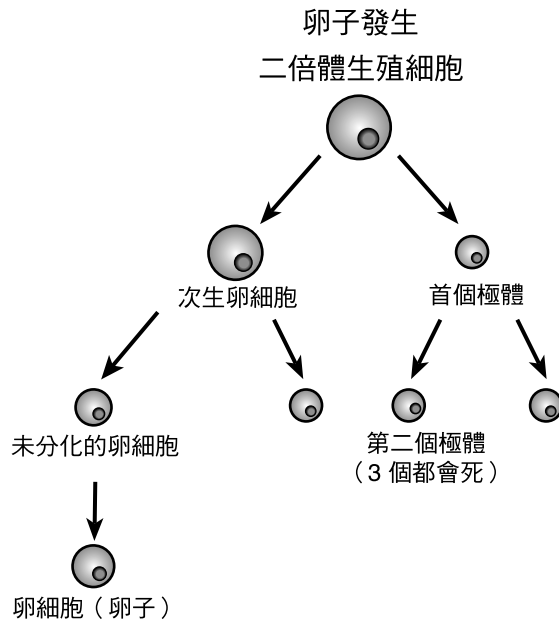 卵子發生
二倍體生殖細胞
次生卵細胞
首個極體
未分化的卵細胞
第二個極體
（3 個都會死）
卵細胞（卵子）